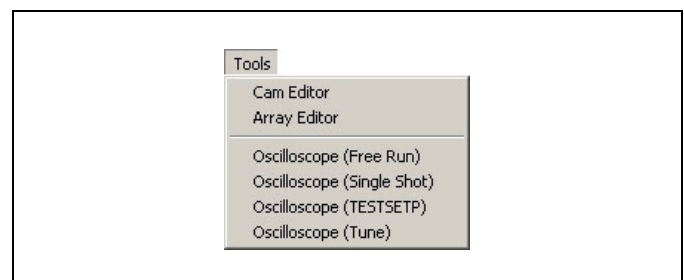 Tools
Cam Editor
Array Editor
Oscilloscope (Free Run)
Oscilloscope (Single Shot)
Oscilloscope (TESTSETP)
Oscilloscope (Tune)